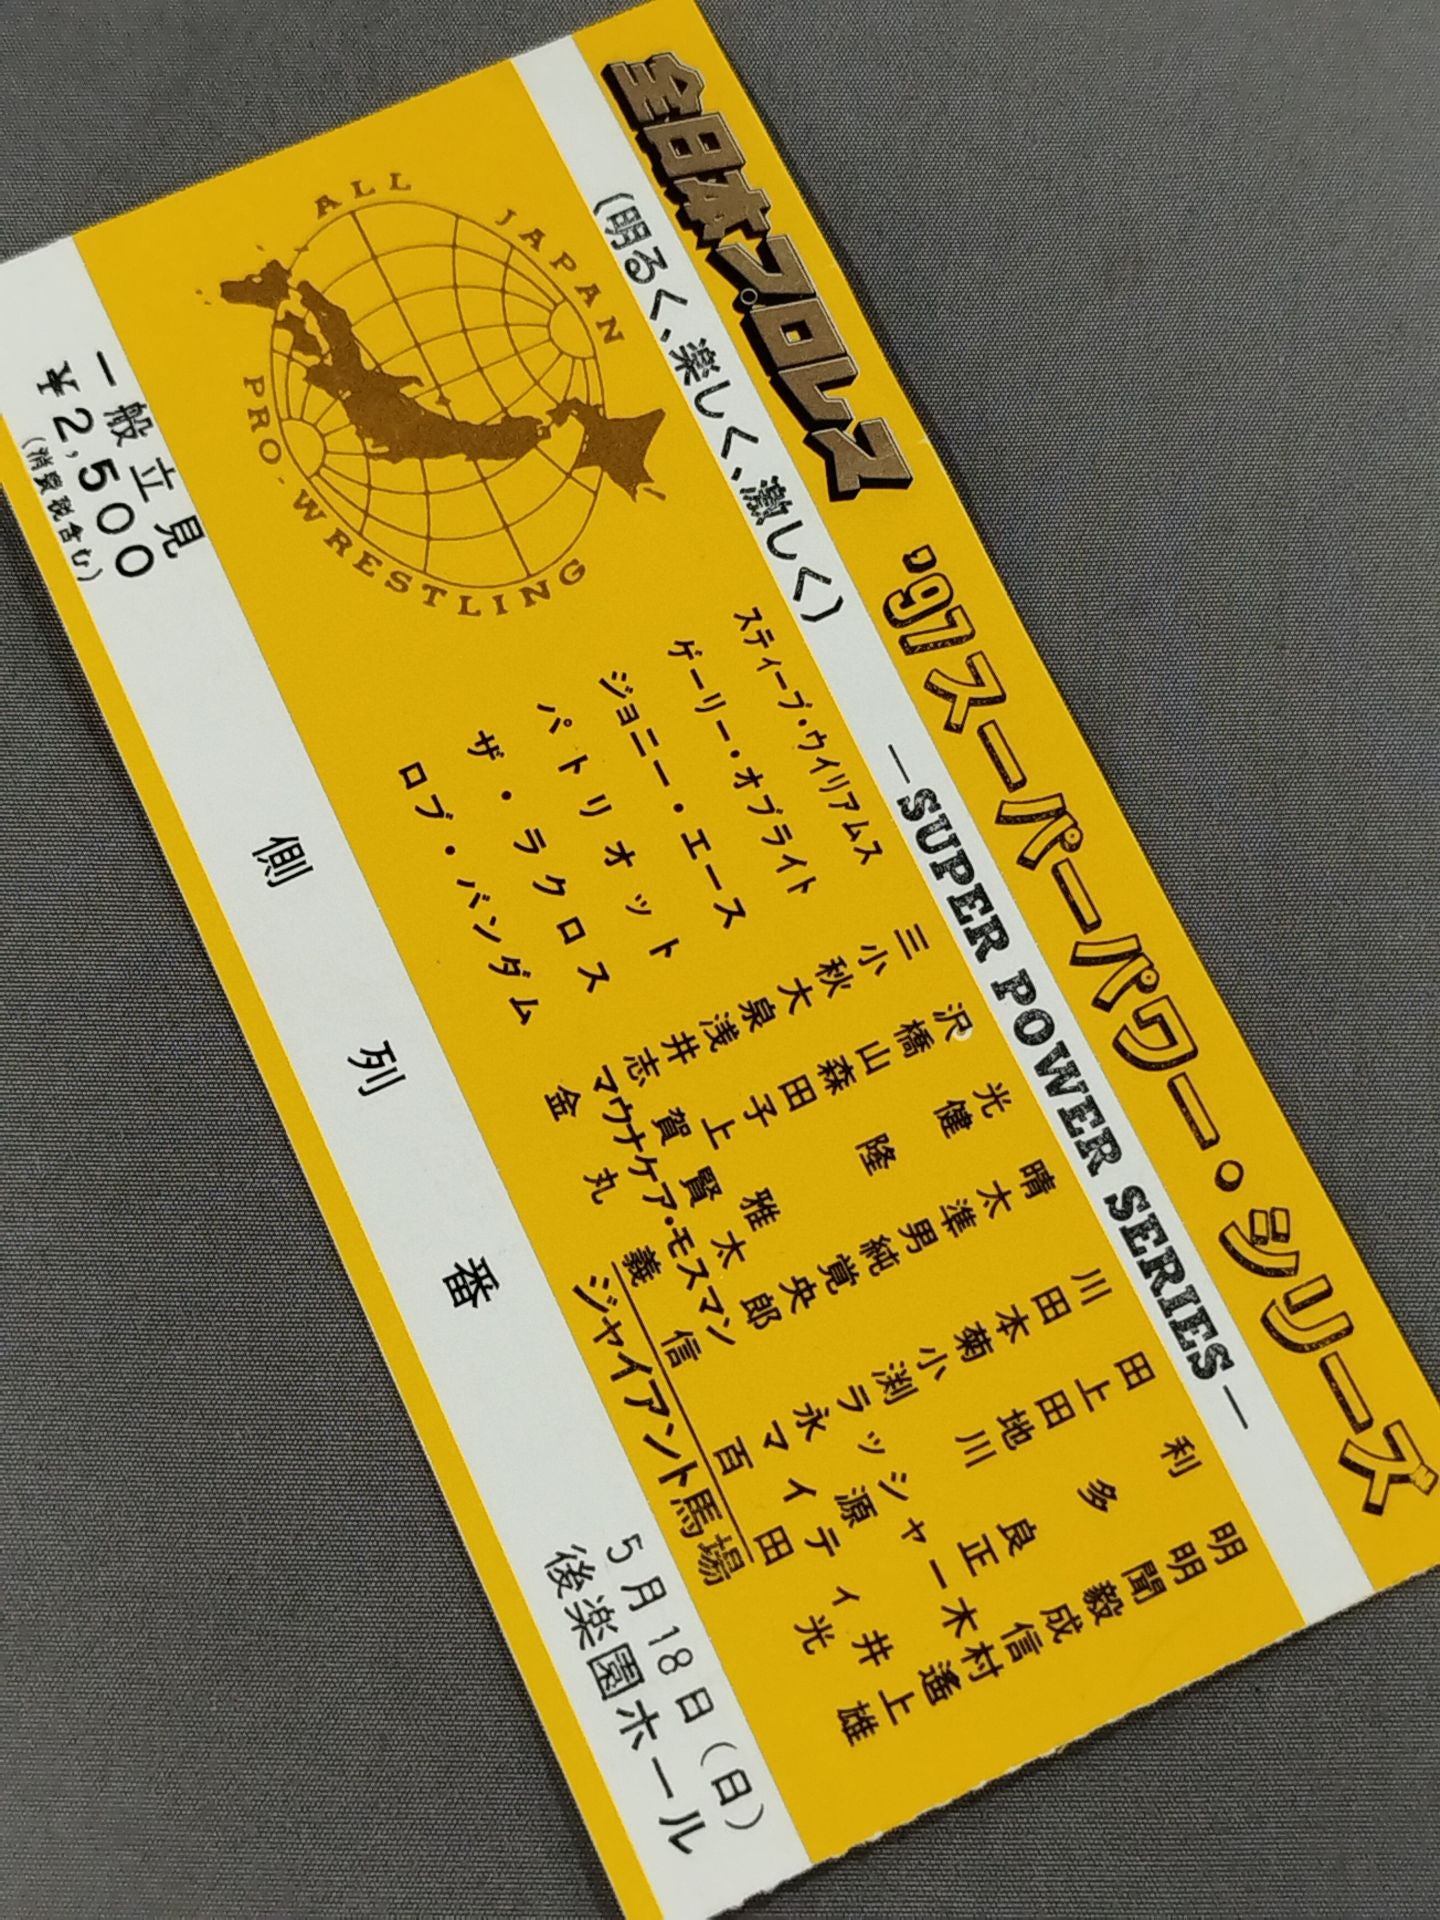 全日本プロレス
'97スーパーパワー・シリーズ
(明るく、楽しく、激しく)
—SUPER POWER SERIES—
ALL JAPAN
PRO-WRESTLING
スティーブ・ウイリアムス
ゲーリー・オブライト
ジョニー・エース
パトリオット
ザ・ラクロス
ロブ・バンダム
三沢光晴
小橋健太
秋山準
大森隆男
泉田純
浅子覚
井上雅央
志賀賢太郎
マウナケア・モスマン
金丸義信
川田利明
田上明
本田多聞
菊地毅
小川良成
渕正信
ラッシャー木村
永源遙
マイティ井上
百田光雄
ジャイアント馬場
一般立見
¥2,500
(消費税含む)
側 列 番
5月18日(日)
後楽園ホール